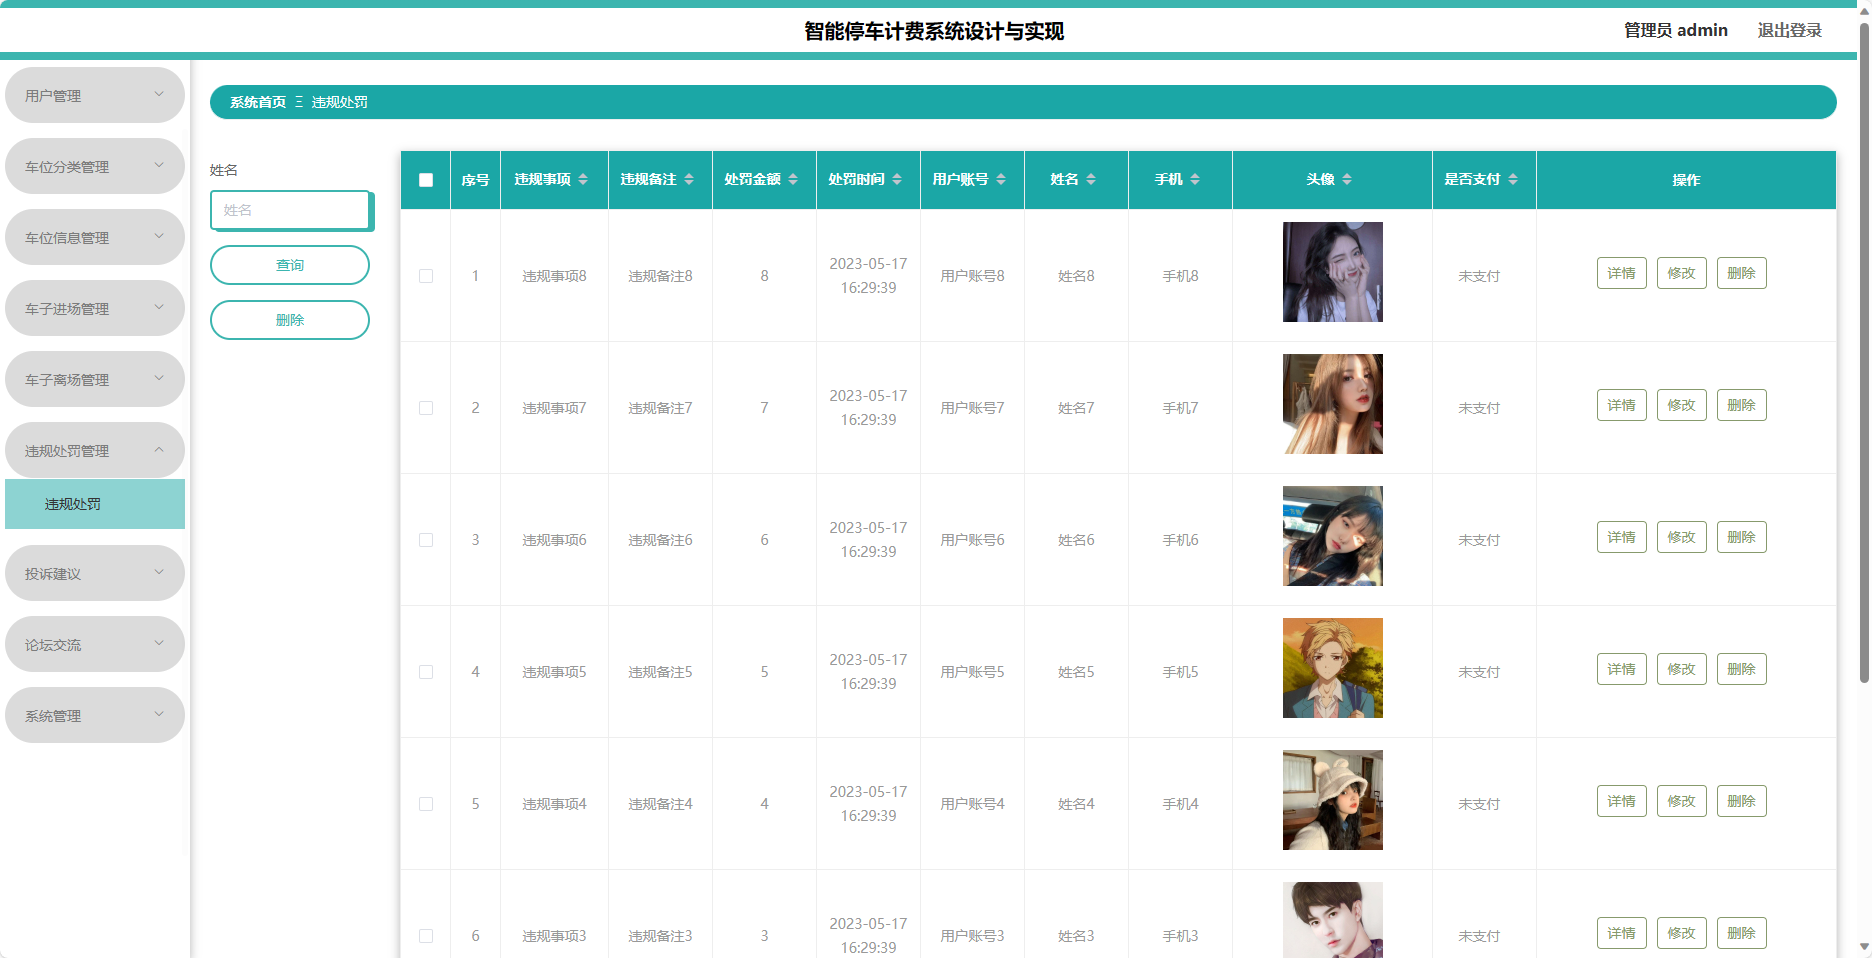 智能停车计费系统设计与实现
管理员 admin
退出登录
用户管理
车位分类管理
车位信息管理
车子进场管理
车子离场管理
违规处罚管理
违规处罚
投诉建议
论坛交流
系统管理
系统首页 Ξ 违规处罚
姓名
姓名
查询
删除
序号 违规事项 违规备注 处罚金额 处罚时间 用户账号 姓名 手机 头像 是否支付 操作
1 违规事项8 违规备注8 8 2023-05-17 16:29:39 用户账号8 姓名8 手机8 未支付 详情 修改 删除
2 违规事项7 违规备注7 7 2023-05-17 16:29:39 用户账号7 姓名7 手机7 未支付 详情 修改 删除
3 违规事项6 违规备注6 6 2023-05-17 16:29:39 用户账号6 姓名6 手机6 未支付 详情 修改 删除
4 违规事项5 违规备注5 5 2023-05-17 16:29:39 用户账号5 姓名5 手机5 未支付 详情 修改 删除
5 违规事项4 违规备注4 4 2023-05-17 16:29:39 用户账号4 姓名4 手机4 未支付 详情 修改 删除
6 违规事项3 违规备注3 3 2023-05-17 16:29:39 用户账号3 姓名3 手机3 未支付 详情 修改 删除